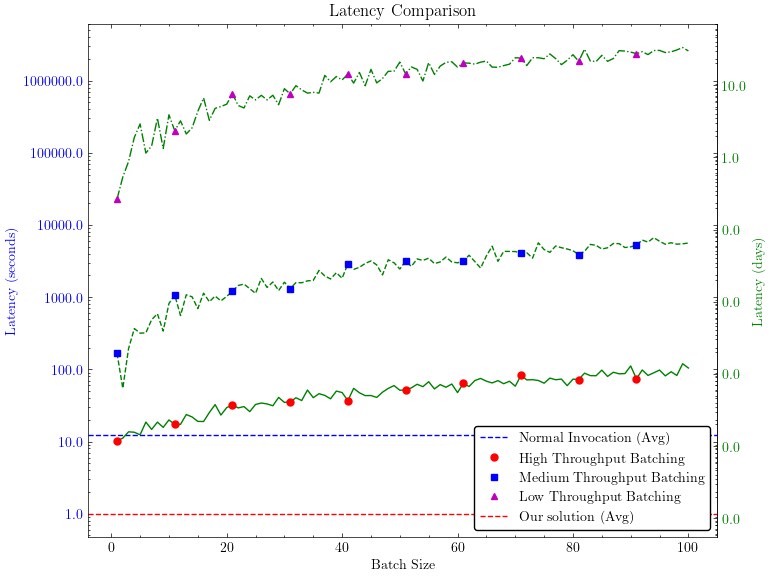 Latency Comparison
Latency (seconds)
1000000.0
100000.0
10000.0
1000.0
100.0
10.0
1.0
10.0
1.0
0.0
0.0
0.0
0.0
0.0
Latency (days)
Normal Invocation (Avg)
High Throughput Batching
Medium Throughput Batching
Low Throughput Batching
Our solution (Avg)
0 20 40 60 80 100
Batch Size